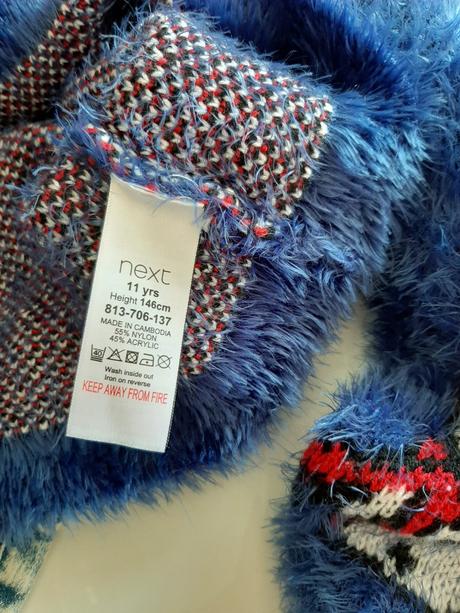 next
11 yrs
Height 146cm
813-706-137
MADE IN CAMBODIA
55% NYLON
45% ACRYLIC
40
Wash inside out
Iron on reverse
KEEP AWAY FROM FIRE